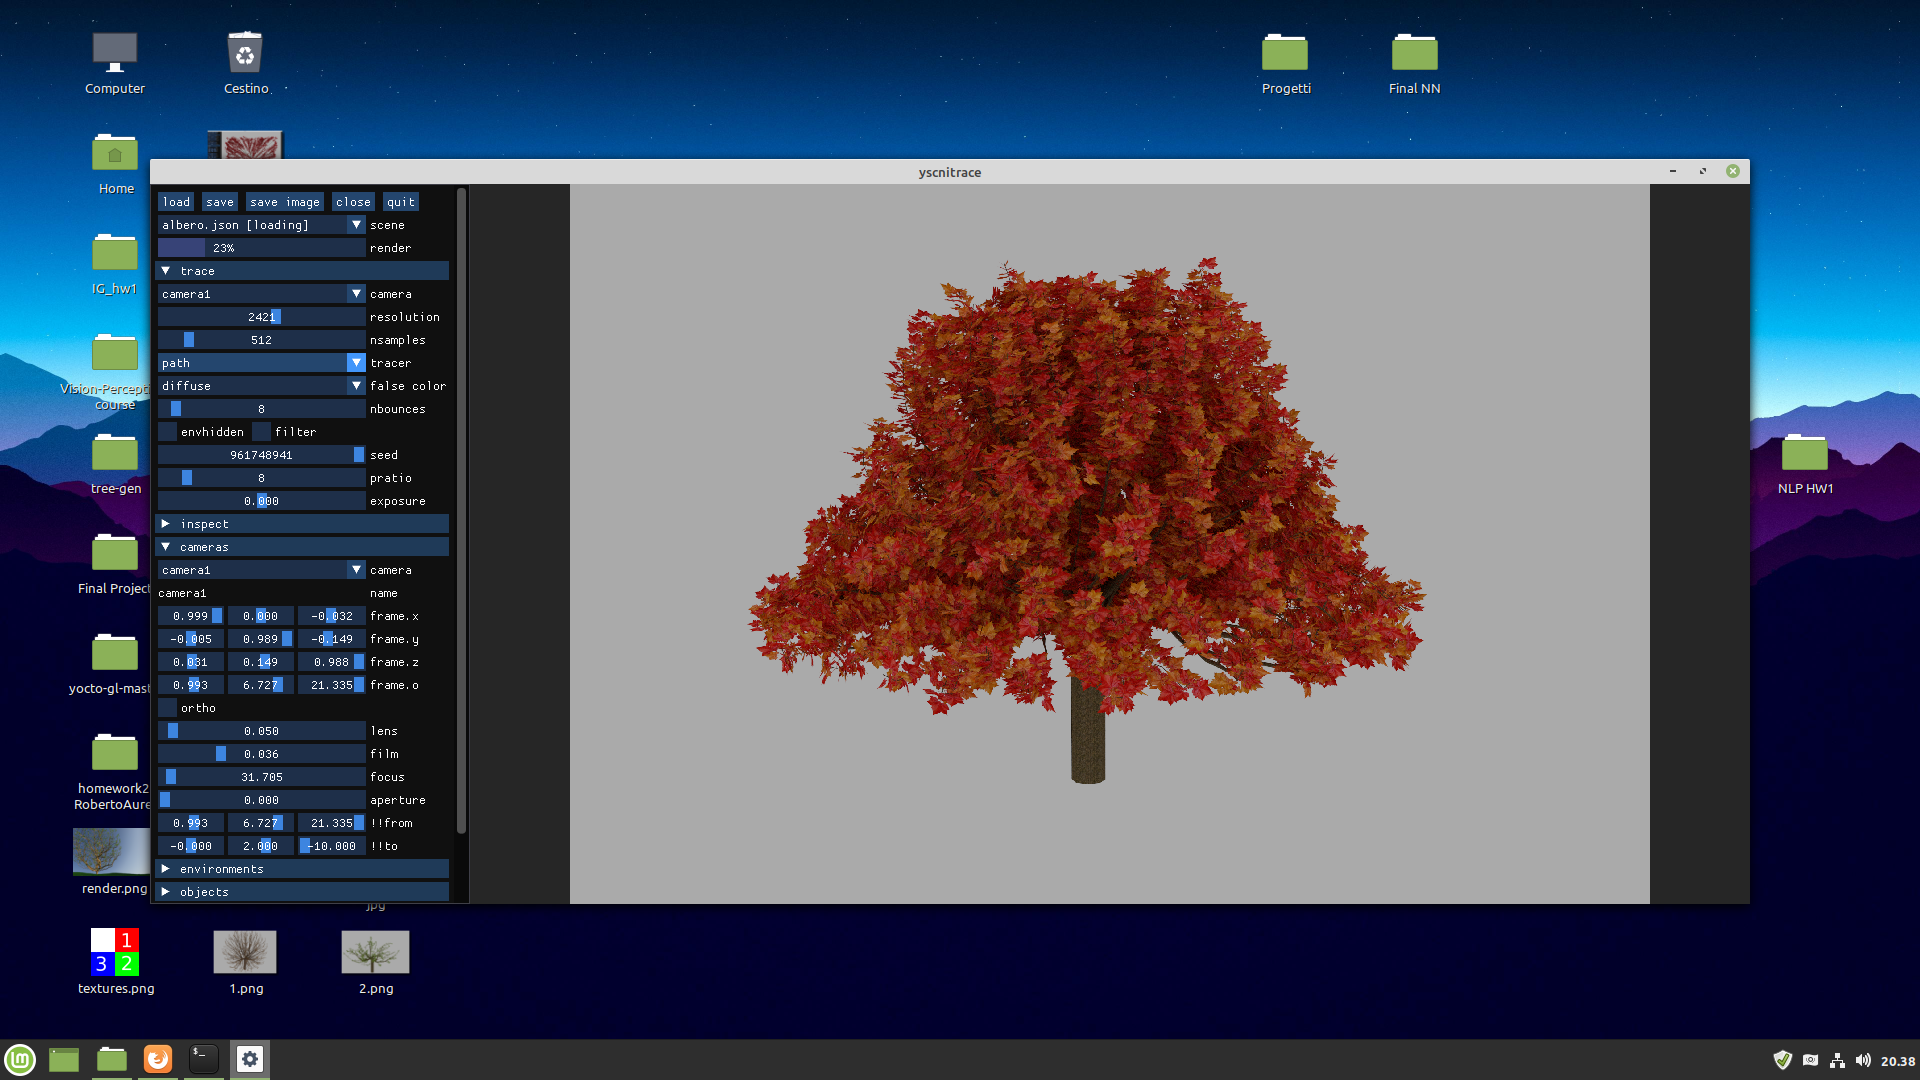 Computer
Cestino
Progetti
Final NN
Home
IG_hw1
Vision-Percepti
course
tree-gen
Final Project
yocto-gl-mast
homework2
RobertoAure
render.png
NLP HW1
yscnitrace
load save save image close quit
albero.json [loading] scene
23% render
trace
camera1 camera
2421 resolution
512 nsamples
path tracer
diffuse false color
8 nbounces
envhidden filter
961748941 seed
8 pratio
0.000 exposure
inspect
cameras
camera1 camera
camera1 name
0.999 0.000 -0.032 frame.x
-0.005 0.989 -0.149 frame.y
0.031 0.149 0.988 frame.z
0.993 6.727 21.335 frame.o
ortho
0.050 lens
0.036 film
31.705 focus
0.000 aperture
0.993 6.727 21.335 !!from
-0.000 2.000 -10.000 !!to
environments
objects
jpg
1
3 2
textures.png
1.png
2.png
lm
$_
20.38